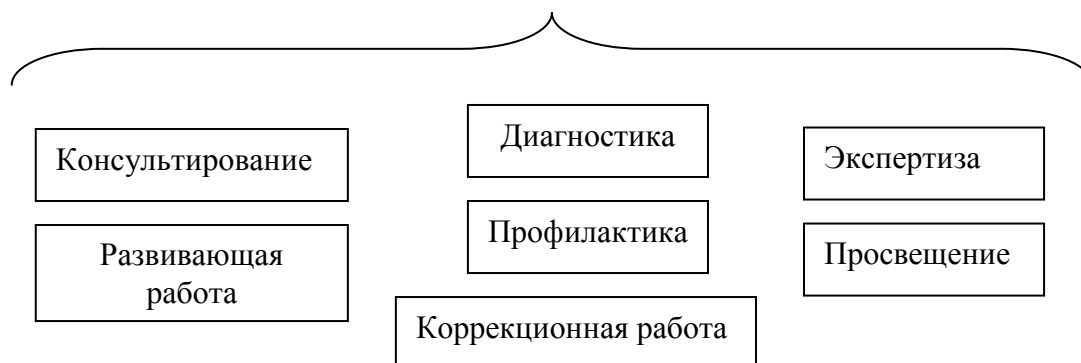 Консультирование
Диагностика
Экспертиза
Развивающая
работа
Профилактика
Просвещение
Коррекционная работа